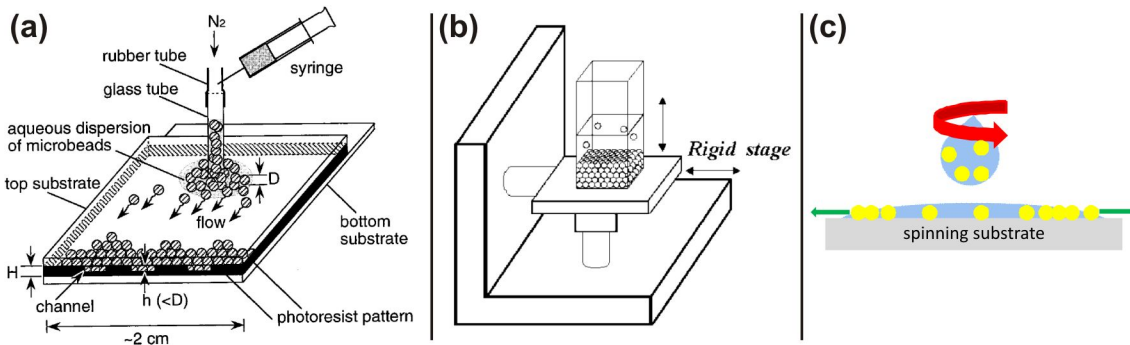 (a)
N₂
rubber tube
syringe
glass tube
aqueous dispersion
of microbeads
top substrate
D
flow
bottom
substrate
H
channel
h (<D)
photoresist pattern
~2 cm
(b)
Rigid stage
(c)
spinning substrate